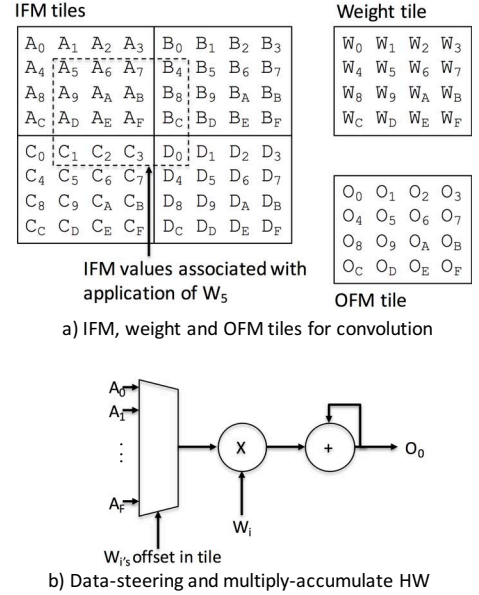 IFM tiles
Weight tile
A0 A1 A2 A3 B0 B1 B2 B3
A4 A5 A6 A7 B4 B5 B6 B7
A8 A9 AA AB B8 B9 BA BB
AC AD AE AF BC BD BE BF
C0 C1 C2 C3 D0 D1 D2 D3
C4 C5 C6 C7 D4 D5 D6 D7
C8 C9 CA CB D8 D9 DA DB
CC CD CE CF DC DD DE DF
W0 W1 W2 W3
W4 W5 W6 W7
W8 W9 WA WB
WC WD WE WF
O0 O1 O2 O3
O4 O5 O6 O7
O8 O9 OA OB
OC OD OE OF
OFM tile
IFM values associated with
application of W5
a) IFM, weight and OFM tiles for convolution
A0
A1
⋮
AF
X
+
O0
Wi
Wi's offset in tile
b) Data-steering and multiply-accumulate HW